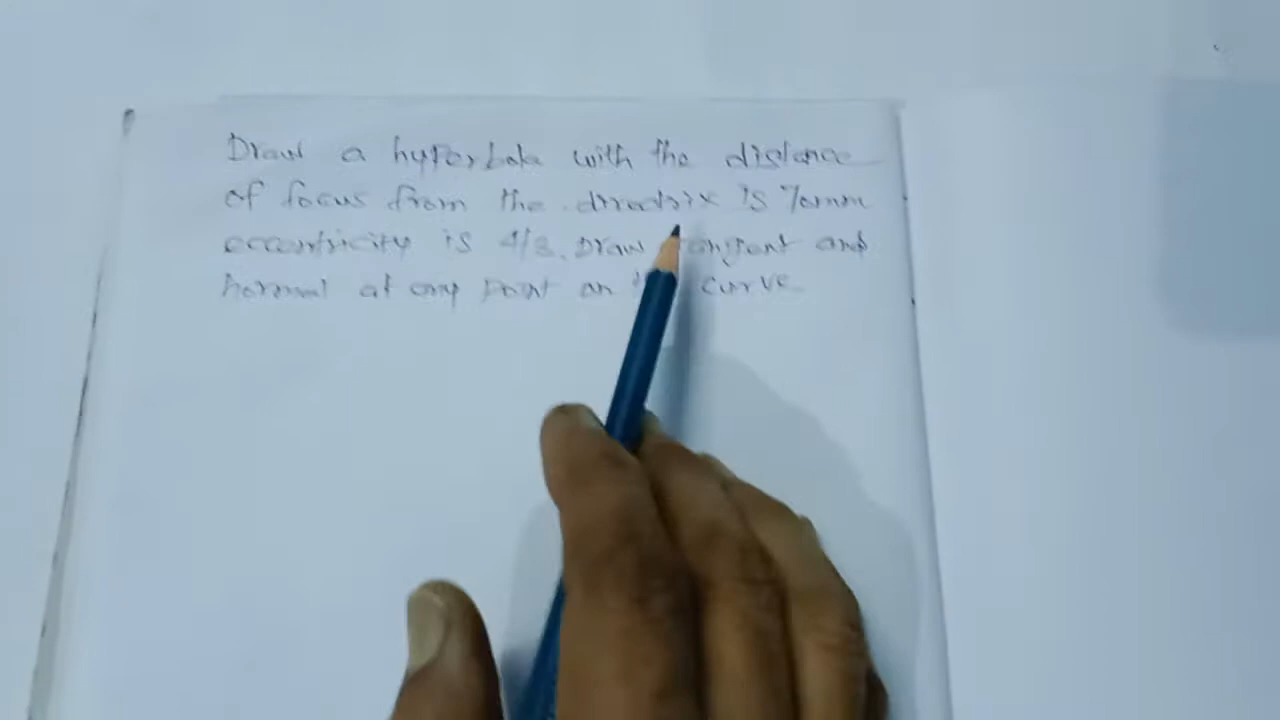 Draw a hyperbola with the distance
of focus from the directrix is 70mm
eccentricity is 4/3. Draw tangent and
normal at any point on curve